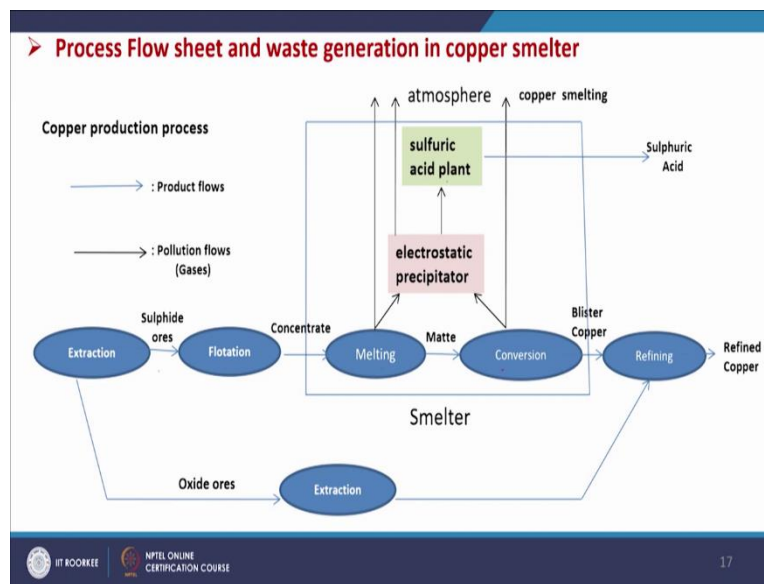 Process Flow sheet and waste generation in copper smelter
atmosphere
copper smelting
Copper production process
sulfuric
acid plant
Sulphuric
Acid
: Product flows
: Pollution flows
(Gases)
electrostatic
precipitator
Sulphide
ores
Concentrate
Matte
Blister
Copper
Extraction
Flotation
Melting
Conversion
Refining
Refined
Copper
Smelter
Oxide ores
Extraction
IIT ROORKEE
NPTEL ONLINE
CERTIFICATION COURSE
17